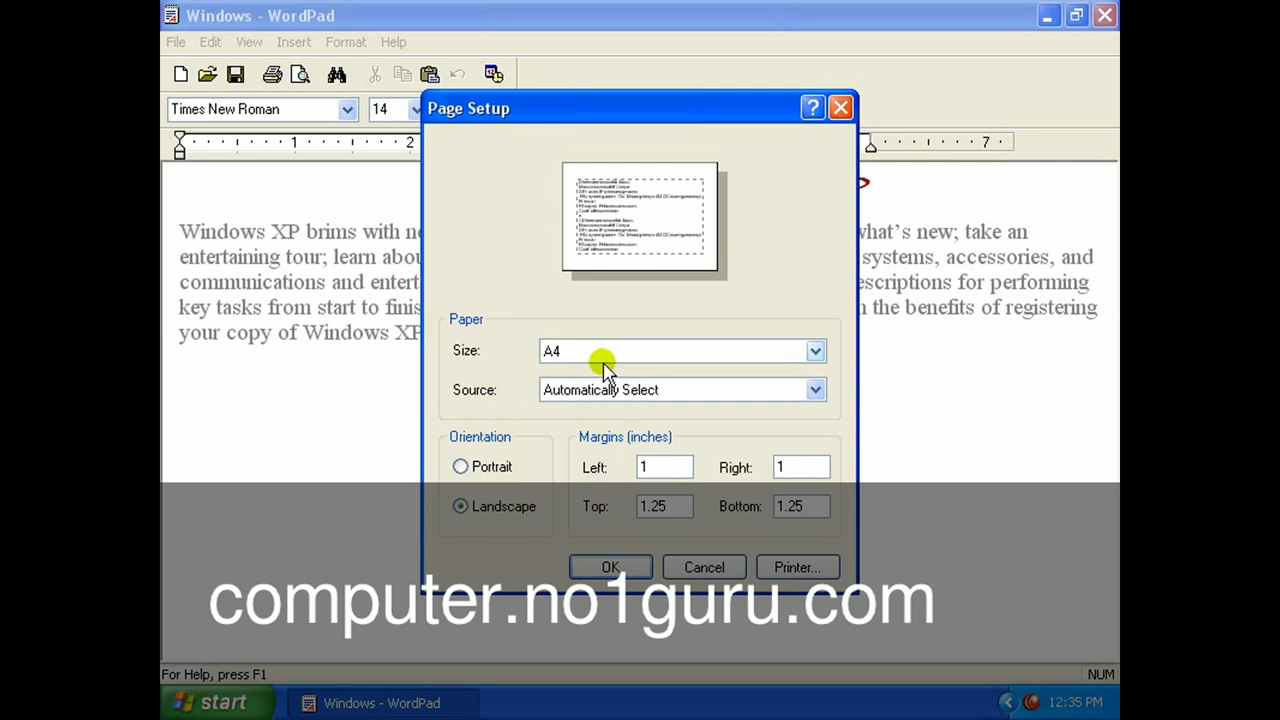 Windows - WordPad
File Edit View Insert Format Help
Times New Roman 14
1 2 7
Page Setup
Windows XP brims with ne
what's new; take an
entertaining tour; learn abou
systems, accessories, and
communications and entert
escriptions for performing
key tasks from start to finis
n the benefits of registering
your copy of Windows XP
Paper
Size: A4
Source: Automatically Select
Orientation
Portrait
Landscape
Margins (inches)
Left: 1 Right: 1
Top: 1.25 Bottom: 1.25
OK Cancel Printer...
computer.no1guru.com
For Help, press F1 NUM
start Windows - WordPad 12:35 PM